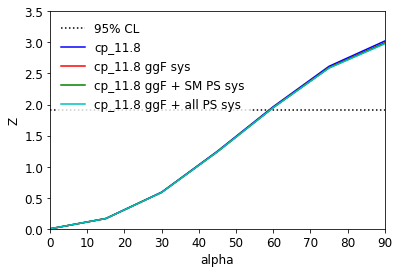 3.5
3.0
2.5
2.0
1.5
1.0
0.5
0.0
Z
95% CL
cp_11.8
cp_11.8 ggF sys
cp_11.8 ggF + SM PS sys
cp_11.8 ggF + all PS sys
0 10 20 30 40 50 60 70 80 90
alpha